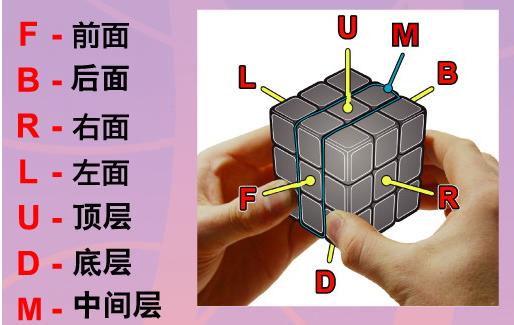 F - 前面
B - 后面
R - 右面
L - 左面
U - 顶层
D - 底层
M - 中间层
U
M
L
B
F
R
D